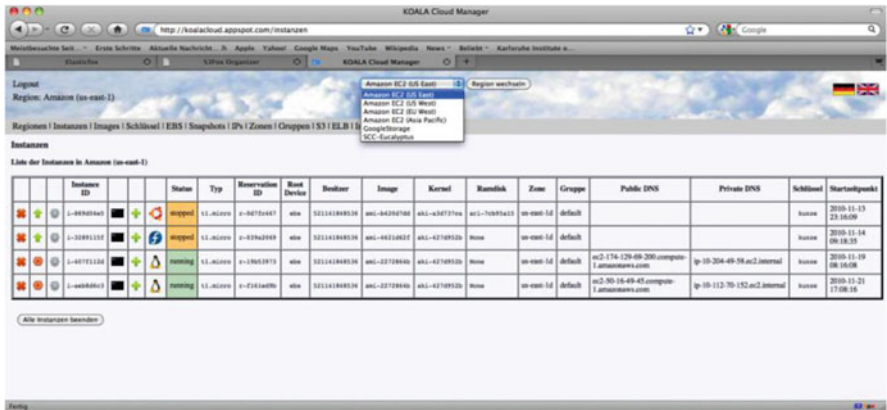 KOALA Cloud Manager
http://koalacloud.appspot.com/instanzen
Google
Meistbesuchte Seit... Erste Schritte Aktuelle Nachricht... Apple Yahoo! Google Maps YouTube Wikipedia News Beliebt Karlsruhe Institute o...
Elasticfox S3Fox Organizer KOALA Cloud Manager
Logout
Region: Amazon (us-east-1)
Amazon EC2 (US East) Region wechseln
Amazon EC2 (US East)
Amazon EC2 (US West)
Amazon EC2 (EU West)
Amazon EC2 (Asia Pacific)
GoogleStorage
SCC-Eucalyptus
Regionen | Instanzen | Images | Schlüssel | EBS | Snapshots | IPs | Zonen | Gruppen | S3 | ELB |
Instanzen
Liste der Instanzen in Amazon (us-east-1)
Instance ID Status Typ Reservation ID Root Device Besitzer Image Kernel Ramdisk Zone Gruppe Public DNS Private DNS Schlüssel Startzeitpunkt
stopped t1.micro ebs us-east-1d default kunze 2010-11-13 23:16:09
stopped t1.micro ebs None us-east-1d default kunze 2010-11-14 09:18:35
running t1.micro ebs None us-east-1d default ec2-174-129-69-200.compute-1.amazonaws.com ip-10-204-49-58.ec2.internal kunze 2010-11-19 08:16:08
running t1.micro ebs None us-east-1d default ec2-50-16-49-45.compute-1.amazonaws.com ip-10-112-70-152.ec2.internal kunze 2010-11-21 17:08:16
Alle Instanzen beenden
Fertig